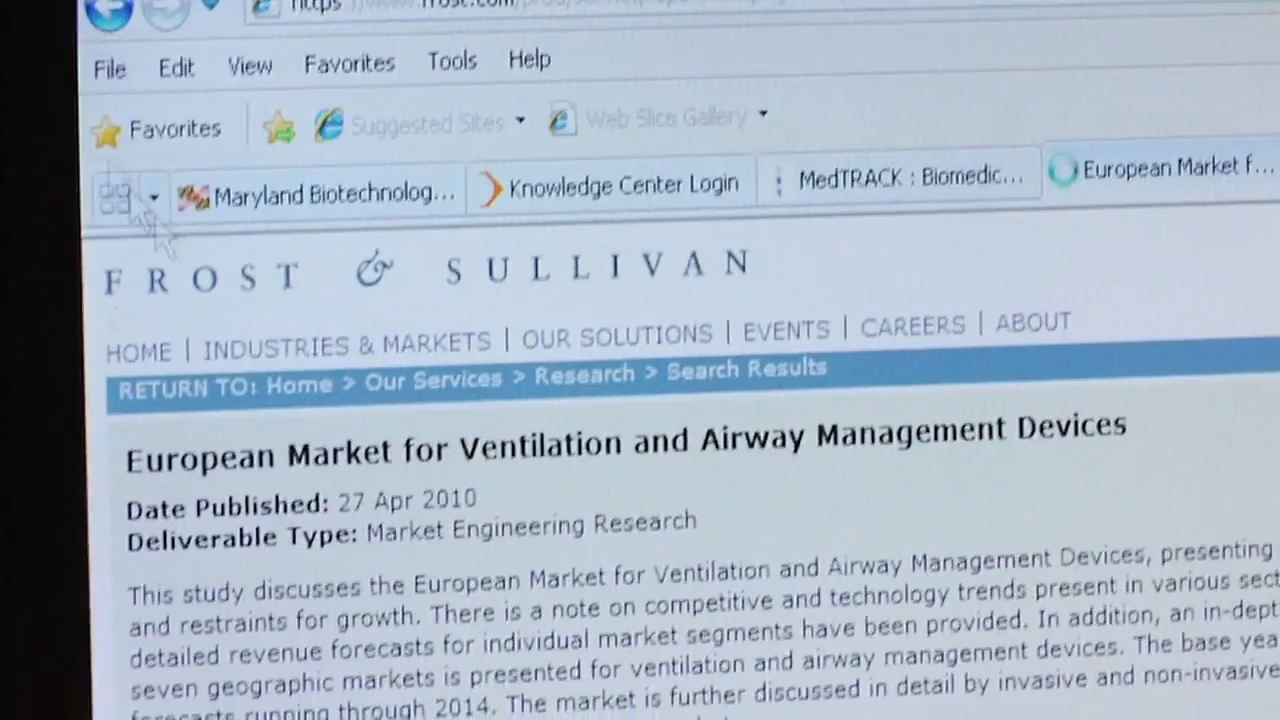 File Edit View Favorites Tools Help
Favorites Suggested Sites Web Slice Gallery
Maryland Biotechnolog... Knowledge Center Login MedTRACK : Biomedic... European Market f...
FROST & SULLIVAN
HOME | INDUSTRIES & MARKETS | OUR SOLUTIONS | EVENTS | CAREERS | ABOUT
RETURN TO: Home > Our Services > Research > Search Results
European Market for Ventilation and Airway Management Devices
Date Published: 27 Apr 2010
Deliverable Type: Market Engineering Research
This study discusses the European Market for Ventilation and Airway Management Devices, presenting
and restraints for growth. There is a note on competitive and technology trends present in various sect
detailed revenue forecasts for individual market segments have been provided. In addition, an in-dept
seven geographic markets is presented for ventilation and airway management devices. The base yea
forecasts running through 2014. The market is further discussed in detail by invasive and non-invasive